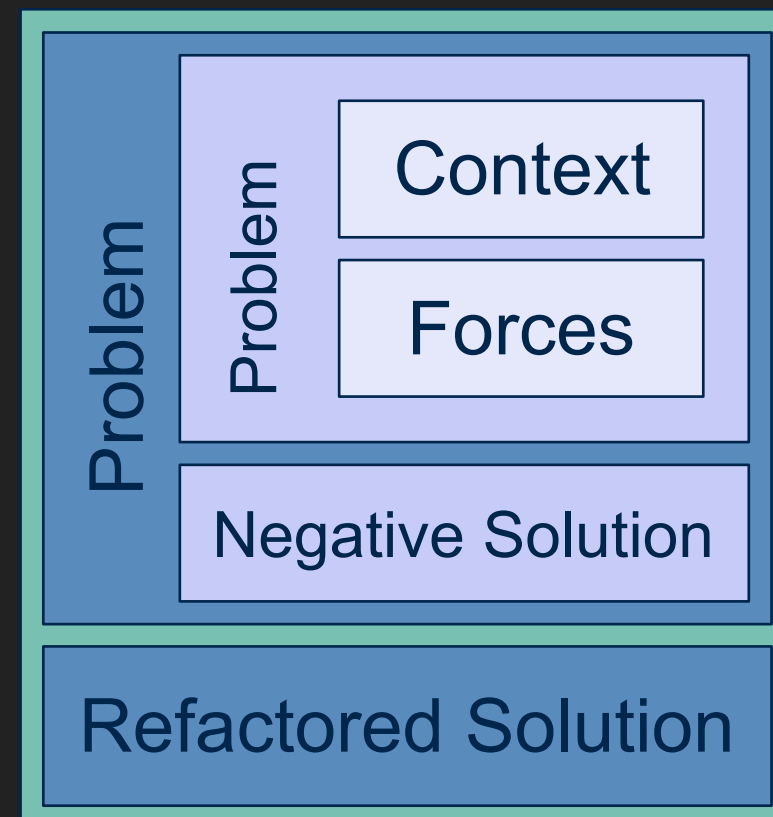 Problem
Problem
Context
Forces
Negative Solution
Refactored Solution